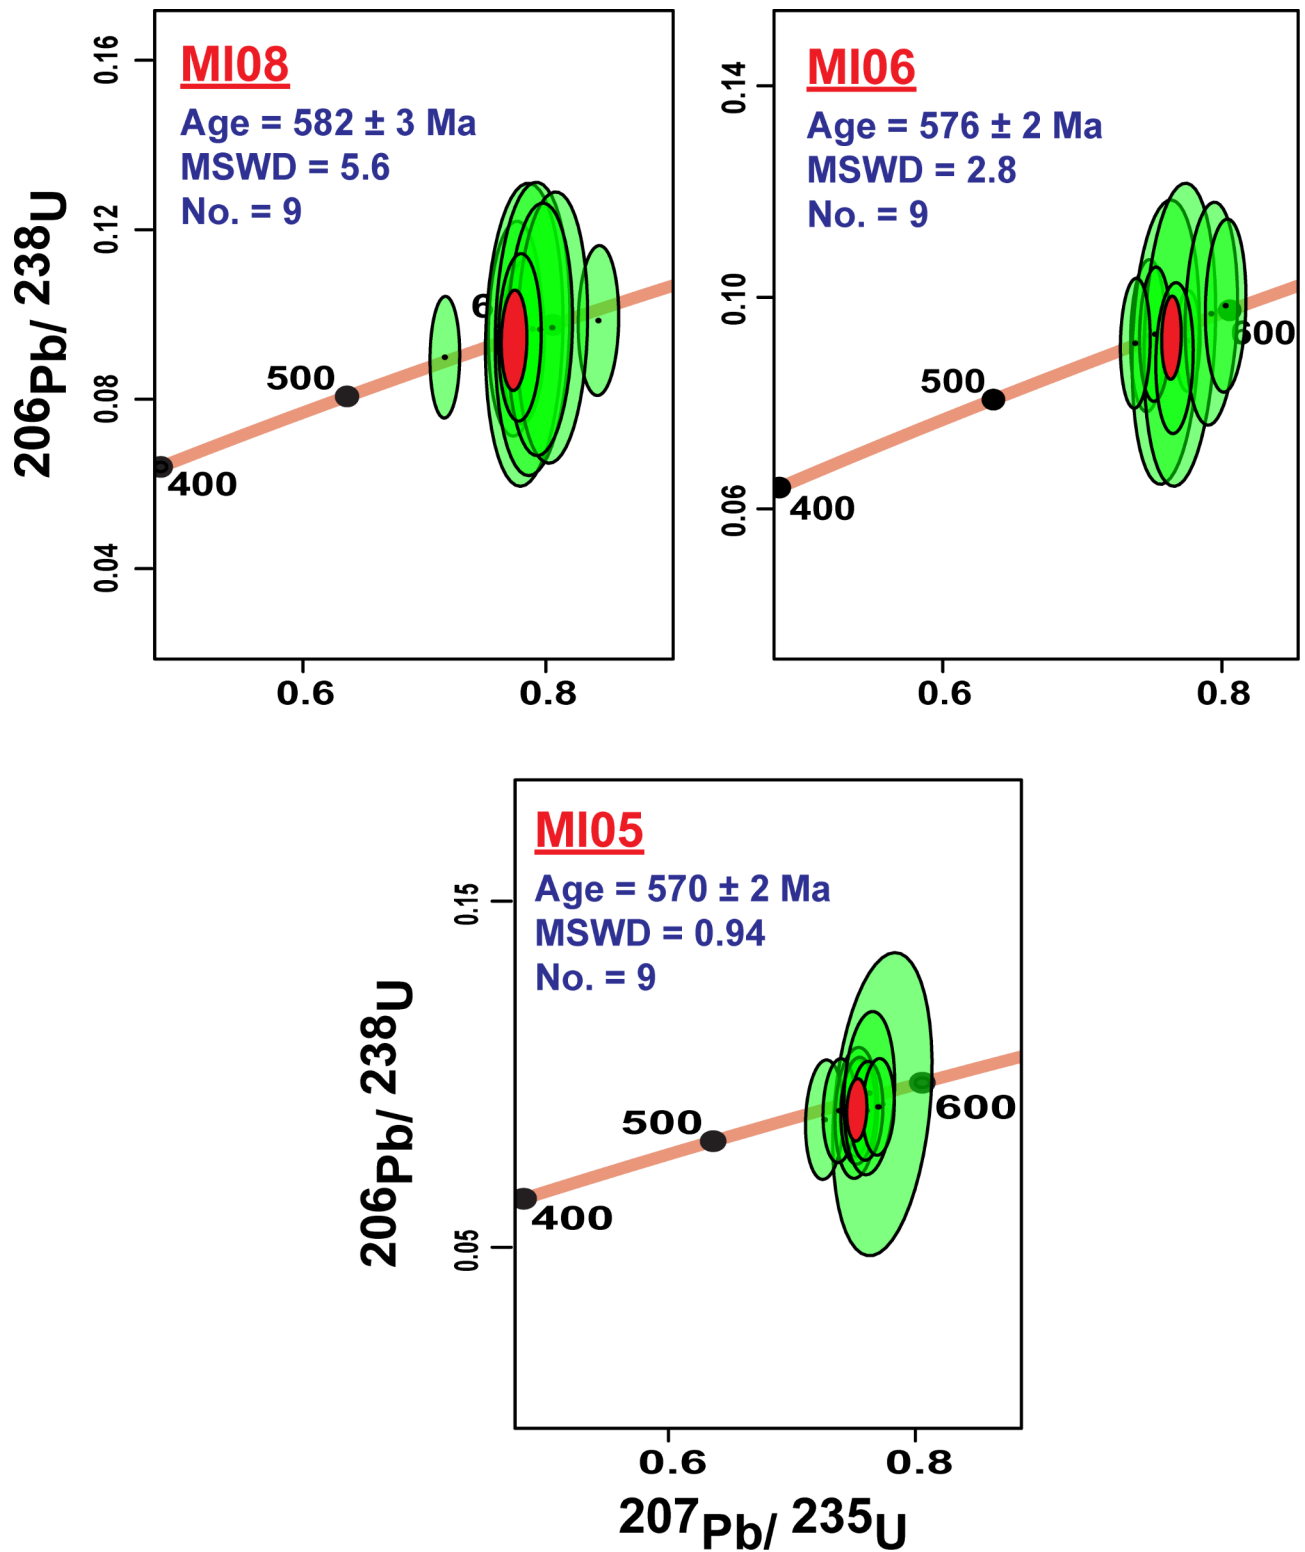 MI08
Age = 582 ± 3 Ma
MSWD = 5.6
No. = 9
206Pb/ 238U
0.16
0.12
0.08
0.04
6
500
400
0.6 0.8
MI06
Age = 576 ± 2 Ma
MSWD = 2.8
No. = 9
0.14
0.10
0.06
600
500
400
0.6 0.8
MI05
Age = 570 ± 2 Ma
MSWD = 0.94
No. = 9
206Pb/ 238U
0.15
0.05
500
600
400
0.6 0.8
207Pb/ 235U